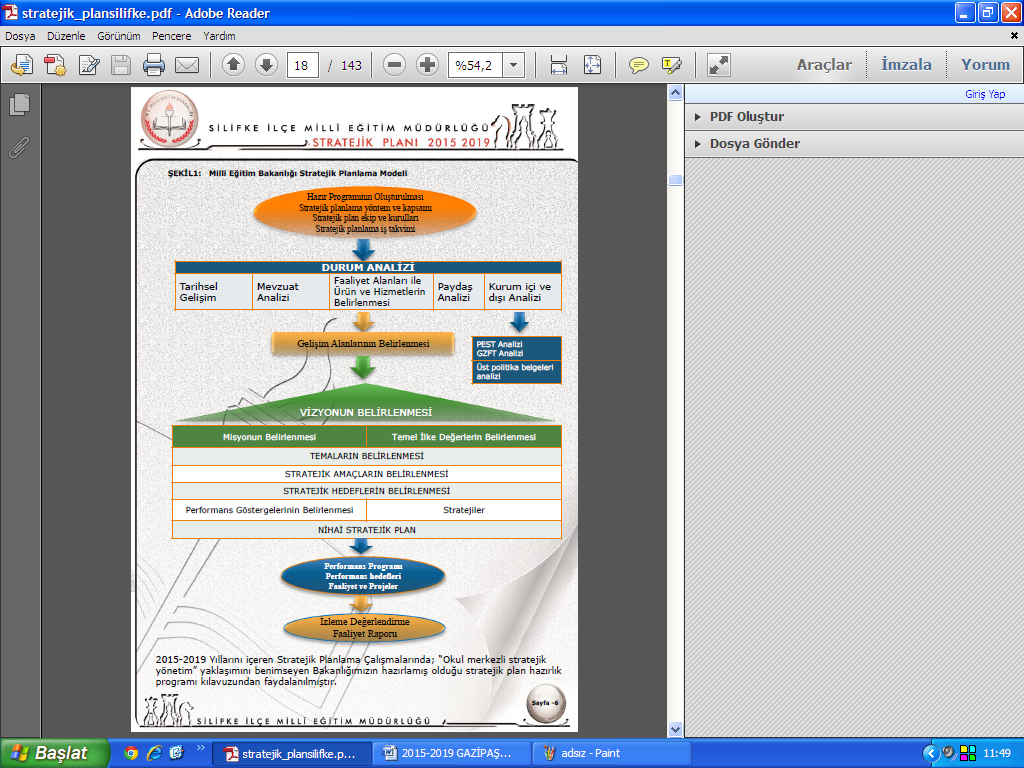 stratejik_plansilifke.pdf - Adobe Reader
Dosya Düzenle Görünüm Pencere Yardım
18 / 143 %54,2 Araçlar İmzala Yorum
Giriş Yap
PDF Oluştur
Dosya Gönder
SİLİFKE İLÇE MİLLİ EĞİTİM MÜDÜRLÜĞÜ
STRATEJİK PLANI 2015 2019
ŞEKİL1: Milli Eğitim Bakanlığı Stratejik Planlama Modeli
Hazır Programının Oluşturulması
Stratejik planlama yöntem ve kapsamı
Stratejik plan ekip ve kurulları
Stratejik planlama iş takvimi
DURUM ANALİZİ
Tarihsel Gelişim
Mevzuat Analizi
Faaliyet Alanları ile Ürün ve Hizmetlerin Belirlenmesi
Paydaş Analizi
Kurum içi ve dışı Analizi
Gelişim Alanlarının Belirlenmesi
PEST Analizi
GZFT Analizi
Üst politika belgeleri analizi
VİZYONUN BELİRLENMESİ
Misyonun Belirlenmesi Temel İlke Değerlerin Belirlenmesi
TEMALARIN BELİRLENMESİ
STRATEJİK AMAÇLARIN BELİRLENMESİ
STRATEJİK HEDEFLERİN BELİRLENMESİ
Performans Göstergelerinin Belirlenmesi Stratejiler
NİHAİ STRATEJİK PLAN
Performans Programı
Performans hedefleri
Faaliyet ve Projeler
İzleme Değerlendirme
Faaliyet Raporu
2015-2019 Yıllarını içeren Stratejik Planlama Çalışmalarında; “Okul merkezli stratejik
yönetim” yaklaşımını benimseyen Bakanlığımızın hazırlamış olduğu stratejik plan hazırlık
programı kılavuzundan faydalanılmıştır.
Sayfa -6
SİLİFKE İLÇE MİLLİ EĞİTİM MÜDÜRLÜĞÜ
Başlat stratejik_plansilifke.p... 2015-2019 GAZİPAŞ... adsız - Paint 11:49